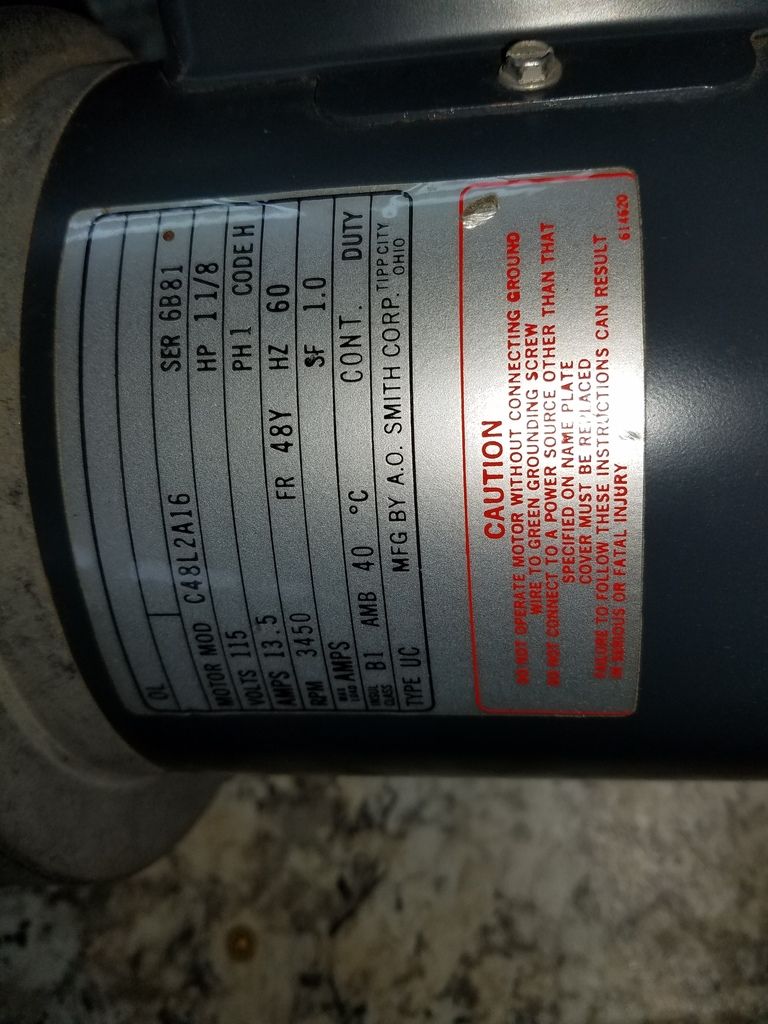 OL
MOTOR MOD C48L2A16 SER 6B81
VOLTS 115 HP 1 1/8
AMPS 13.5 PH 1 CODE H
RPM 3450 FR 48Y HZ 60
MAX LOAD AMPS SF 1.0
INSUL CLASS B1 AMB 40 °C CONT. DUTY
TYPE UC MFG BY A.O. SMITH CORP. TIPP CITY OHIO
CAUTION
DO NOT OPERATE MOTOR WITHOUT CONNECTING GROUND
WIRE TO GREEN GROUNDING SCREW
DO NOT CONNECT TO A POWER SOURCE OTHER THAN THAT
SPECIFIED ON NAME PLATE
COVER MUST BE REPLACED
FAILURE TO FOLLOW THESE INSTRUCTIONS CAN RESULT
IN SERIOUS OR FATAL INJURY
614620